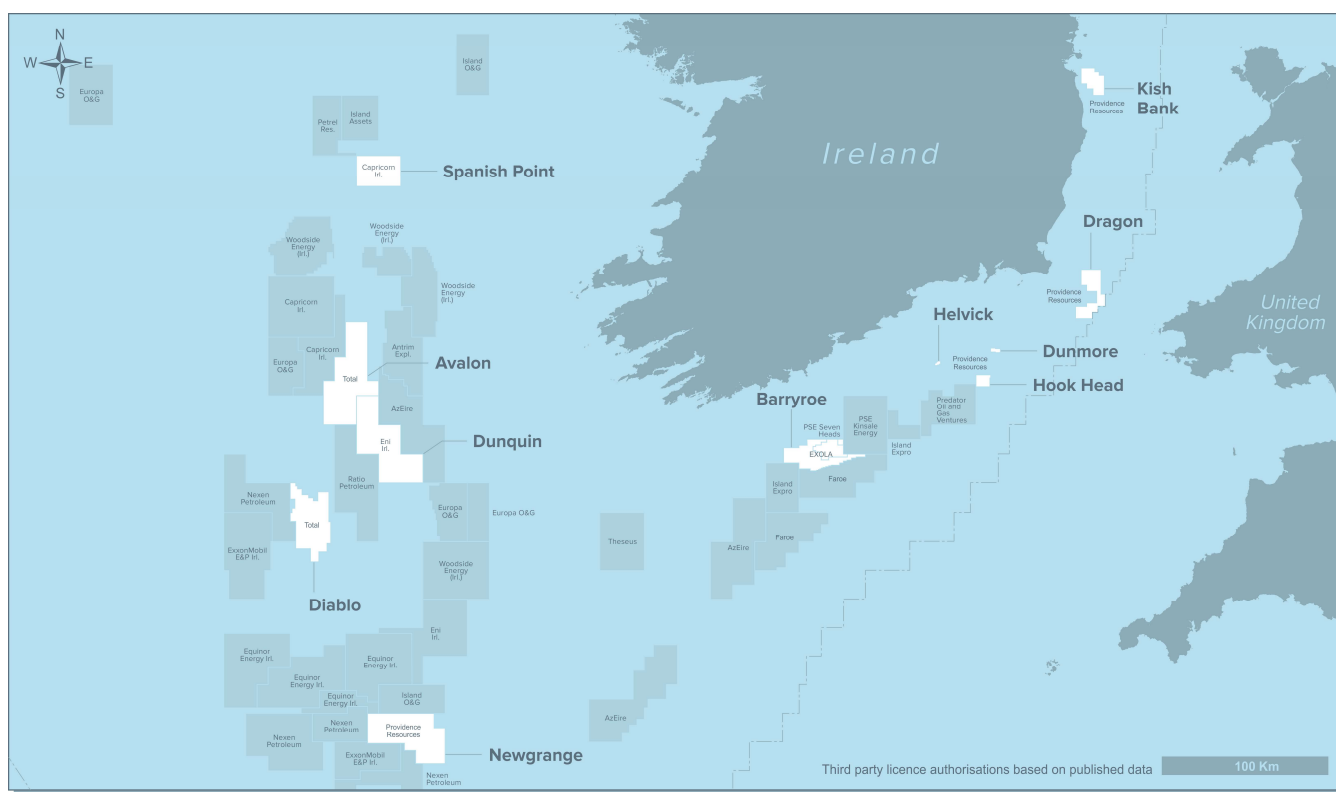 N
W E
S
Europa
O&G
Island
O&G
Petrel
Res.
Island
Assets
Capricorn
Irl.
Spanish Point
Kish
Bank
Providence
Resources
Ireland
Dragon
Providence
Resources
United
Kingdom
Woodside
Energy
(Irl.)
Woodside
Energy
(Irl.)
Woodside
Energy
(Irl.)
Capricorn
Irl.
Capricorn
Irl.
Europa
O&G
Antrim
Expl.
Total
Avalon
AzEire
Eni
Irl.
Dunquin
Ratio
Petroleum
Helvick
Providence
Resources
Dunmore
Hook Head
Barryroe
PSE Seven
Heads
PSE
Kinsale
Energy
Predator
Oil and
Gas
Ventures
Island
Expro
EXOLA
Island
Expro
Faroe
Faroe
AzEire
Theseus
Nexen
Petroleum
Total
ExxonMobil
E&P Irl.
Diablo
Europa
O&G
Europa O&G
Woodside
Energy
(Irl.)
Eni
Irl.
Equinor
Energy Irl.
Equinor
Energy Irl.
Equinor
Energy Irl.
Equinor
Energy Irl.
Island
O&G
AzEire
Nexen
Petroleum
Nexen
Petroleum
Providence
Resources
ExxonMobil
E&P Irl.
Newgrange
Nexen
Petroleum
Third party licence authorisations based on published data
100 Km